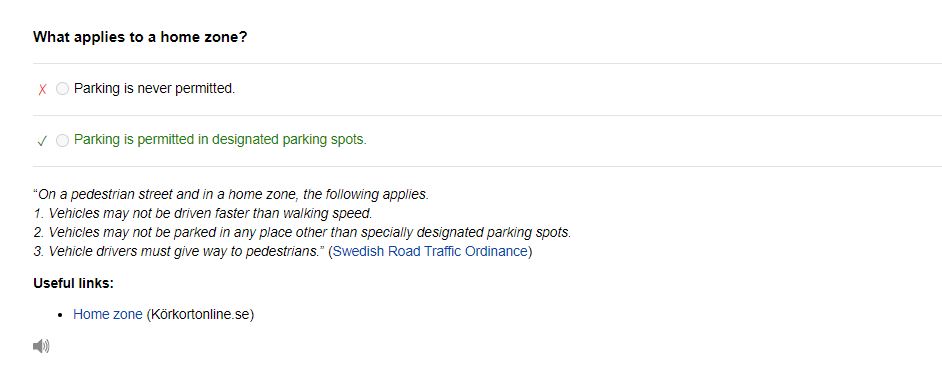 What applies to a home zone?
✗ Parking is never permitted.
✓ Parking is permitted in designated parking spots.
“On a pedestrian street and in a home zone, the following applies.
1. Vehicles may not be driven faster than walking speed.
2. Vehicles may not be parked in any place other than specially designated parking spots.
3. Vehicle drivers must give way to pedestrians.” (Swedish Road Traffic Ordinance)
Useful links:
• Home zone (Körkortonline.se)